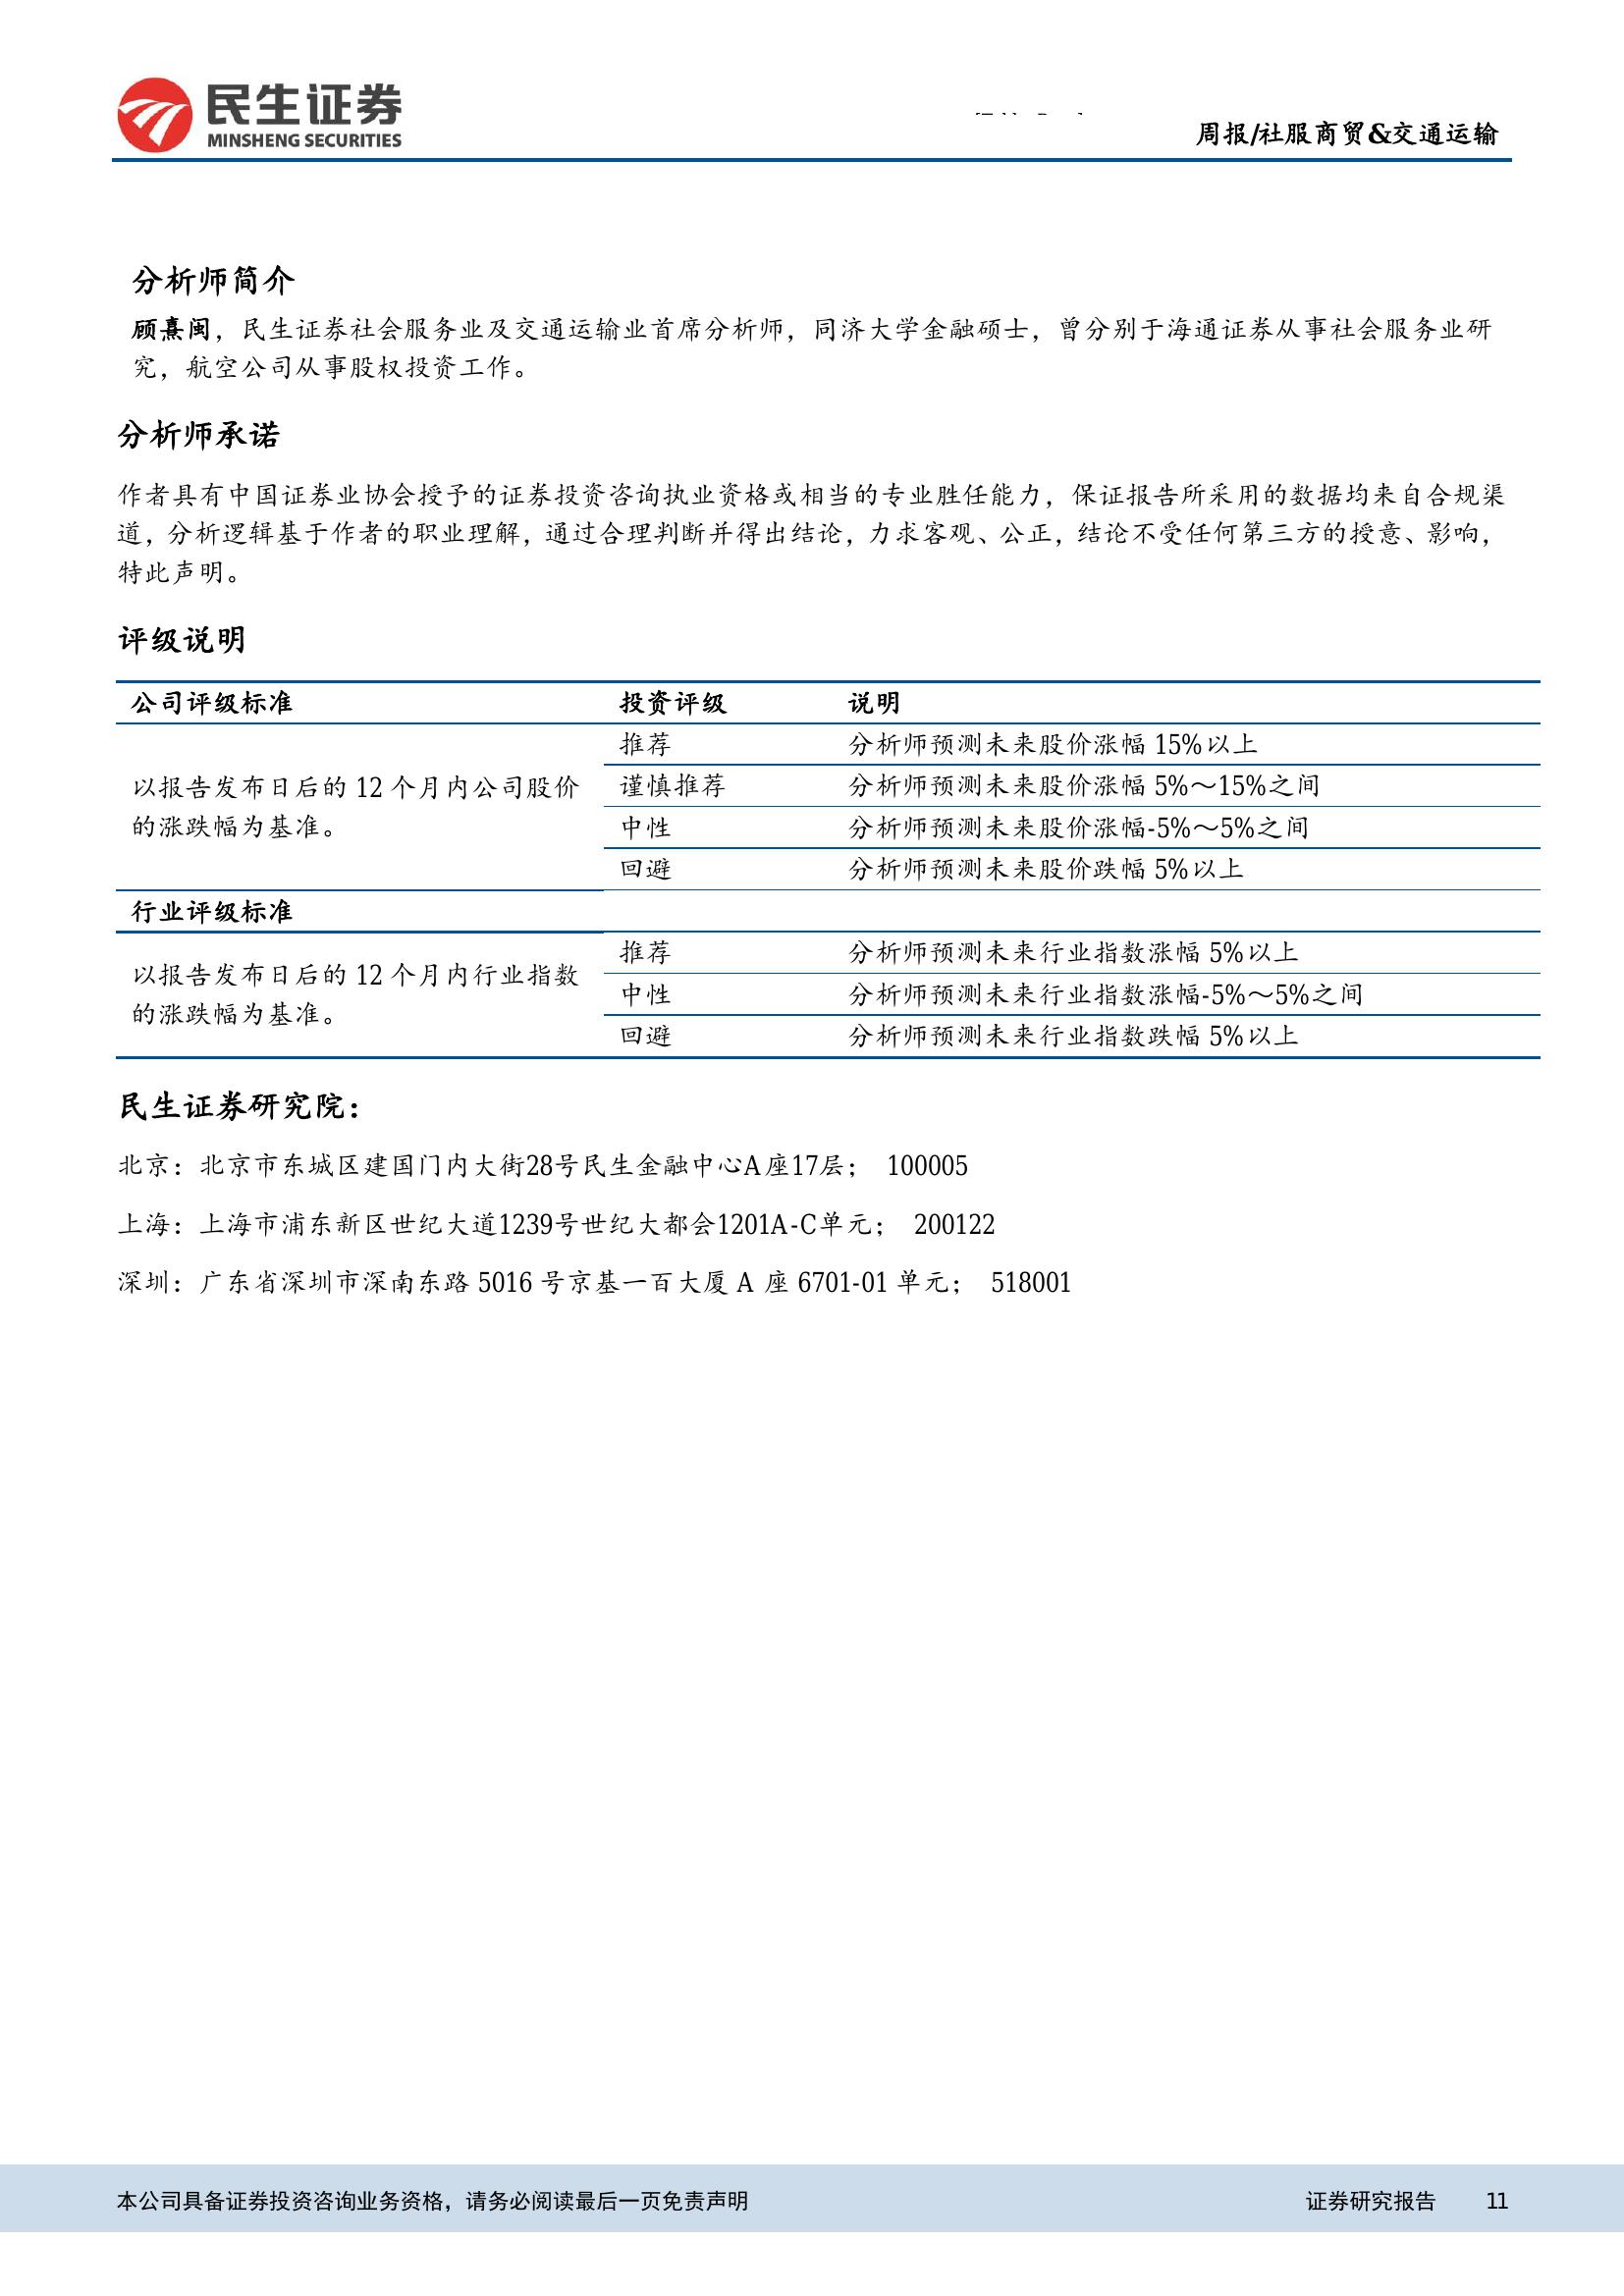 民生证券
MINSHENG SECURITIES
周报/社服商贸&交通运输
分析师简介
顾熹闽，民生证券社会服务业及交通运输业首席分析师，同济大学金融硕士，曾分别于海通证券从事社会服务业研
究，航空公司从事股权投资工作。
分析师承诺
作者具有中国证券业协会授予的证券投资咨询执业资格或相当的专业胜任能力，保证报告所采用的数据均来自合规渠
道，分析逻辑基于作者的职业理解，通过合理判断并得出结论，力求客观、公正，结论不受任何第三方的授意、影响，
特此声明。
评级说明
公司评级标准 投资评级 说明
以报告发布日后的 12 个月内公司股价
的涨跌幅为基准。
推荐 分析师预测未来股价涨幅 15%以上
谨慎推荐 分析师预测未来股价涨幅 5%～15%之间
中性 分析师预测未来股价涨幅-5%～5%之间
回避 分析师预测未来股价跌幅 5%以上
行业评级标准
以报告发布日后的 12 个月内行业指数
的涨跌幅为基准。
推荐 分析师预测未来行业指数涨幅 5%以上
中性 分析师预测未来行业指数涨幅-5%～5%之间
回避 分析师预测未来行业指数跌幅 5%以上
民生证券研究院：
北京：北京市东城区建国门内大街28号民生金融中心A座17层； 100005
上海：上海市浦东新区世纪大道1239号世纪大都会1201A-C单元； 200122
深圳：广东省深圳市深南东路 5016 号京基一百大厦 A 座 6701-01 单元； 518001
本公司具备证券投资咨询业务资格，请务必阅读最后一页免责声明 证券研究报告 11